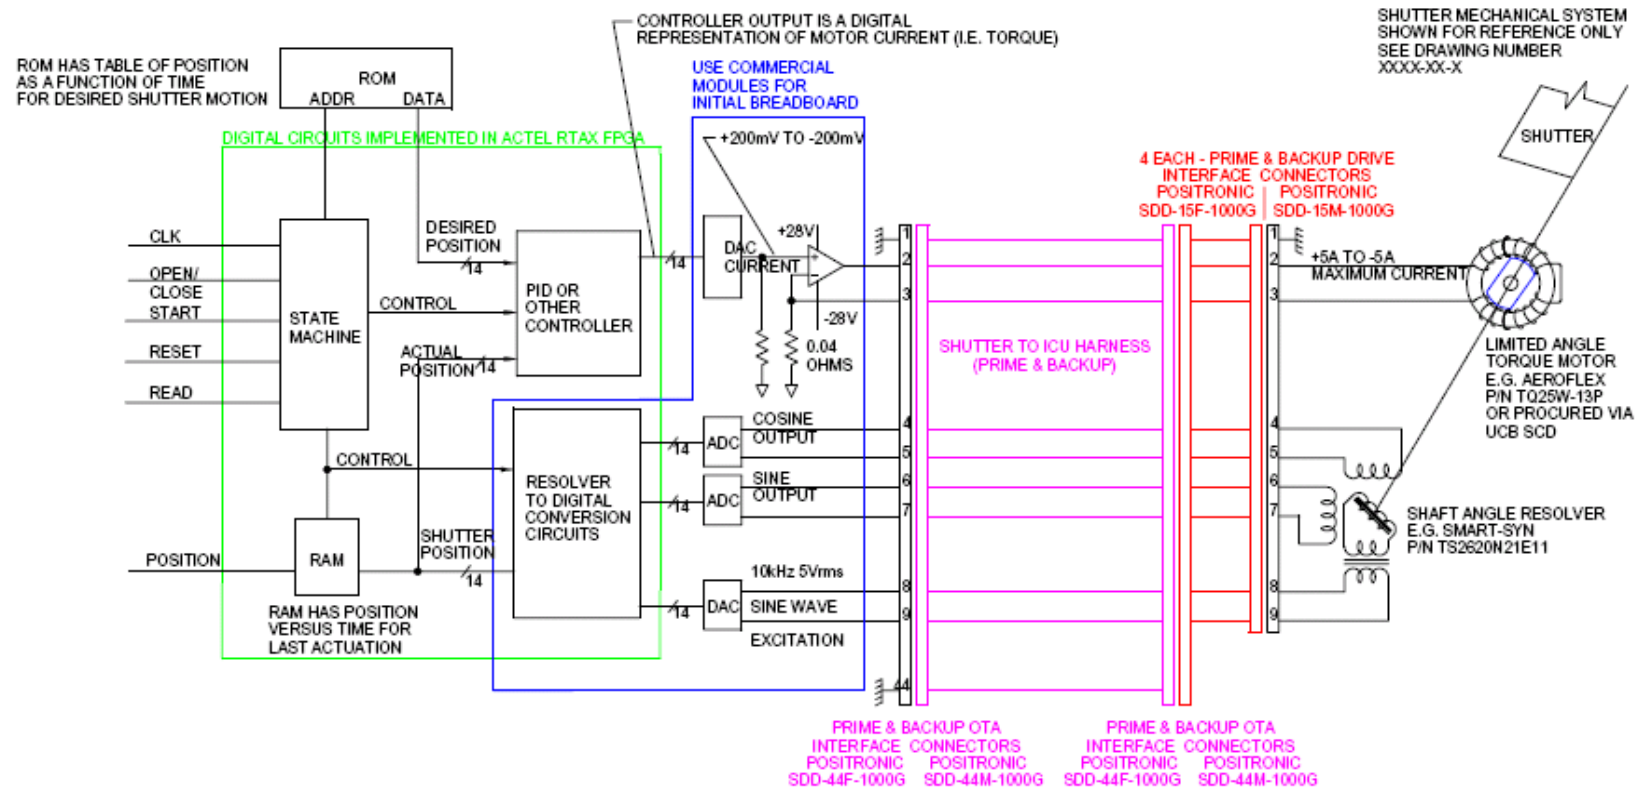 CONTROLLER OUTPUT IS A DIGITAL
REPRESENTATION OF MOTOR CURRENT (I.E. TORQUE)
SHUTTER MECHANICAL SYSTEM
SHOWN FOR REFERENCE ONLY
SEE DRAWING NUMBER
XXXX-XX-X
ROM HAS TABLE OF POSITION
AS A FUNCTION OF TIME
FOR DESIRED SHUTTER MOTION
ROM
ADDR
DATA
USE COMMERCIAL
MODULES FOR
INITIAL BREADBOARD
DIGITAL CIRCUITS IMPLEMENTED IN ACTEL RTAX FPGA
+200mV TO -200mV
SHUTTER
4 EACH - PRIME & BACKUP DRIVE
INTERFACE CONNECTORS
POSITRONIC
SDD-15F-1000G
POSITRONIC
SDD-15M-1000G
CLK
OPEN/
CLOSE
START
RESET
READ
STATE
MACHINE
DESIRED
POSITION
14
CONTROL
ACTUAL
POSITION
14
PID OR
OTHER
CONTROLLER
14
DAC
CURRENT
+28V
+
-
-28V
0.04
OHMS
1
2
3
SHUTTER TO ICU HARNESS
(PRIME & BACKUP)
1
2
3
+5A TO -5A
MAXIMUM CURRENT
LIMITED ANGLE
TORQUE MOTOR
E.G. AEROFLEX
P/N TQ25W-13P
OR PROCURED VIA
UCB SCD
CONTROL
RESOLVER
TO DIGITAL
CONVERSION
CIRCUITS
14
ADC
COSINE
OUTPUT
4
5
14
ADC
SINE
OUTPUT
6
7
4
5
6
7
8
9
SHAFT ANGLE RESOLVER
E.G. SMART-SYN
P/N TS2620N21E11
POSITION
RAM
SHUTTER
POSITION
14
RAM HAS POSITION
VERSUS TIME FOR
LAST ACTUATION
14
DAC
10kHz 5Vrms
SINE WAVE
EXCITATION
8
9
44
PRIME & BACKUP OTA
INTERFACE CONNECTORS
POSITRONIC
SDD-44F-1000G
POSITRONIC
SDD-44M-1000G
PRIME & BACKUP OTA
INTERFACE CONNECTORS
POSITRONIC
SDD-44F-1000G
POSITRONIC
SDD-44M-1000G